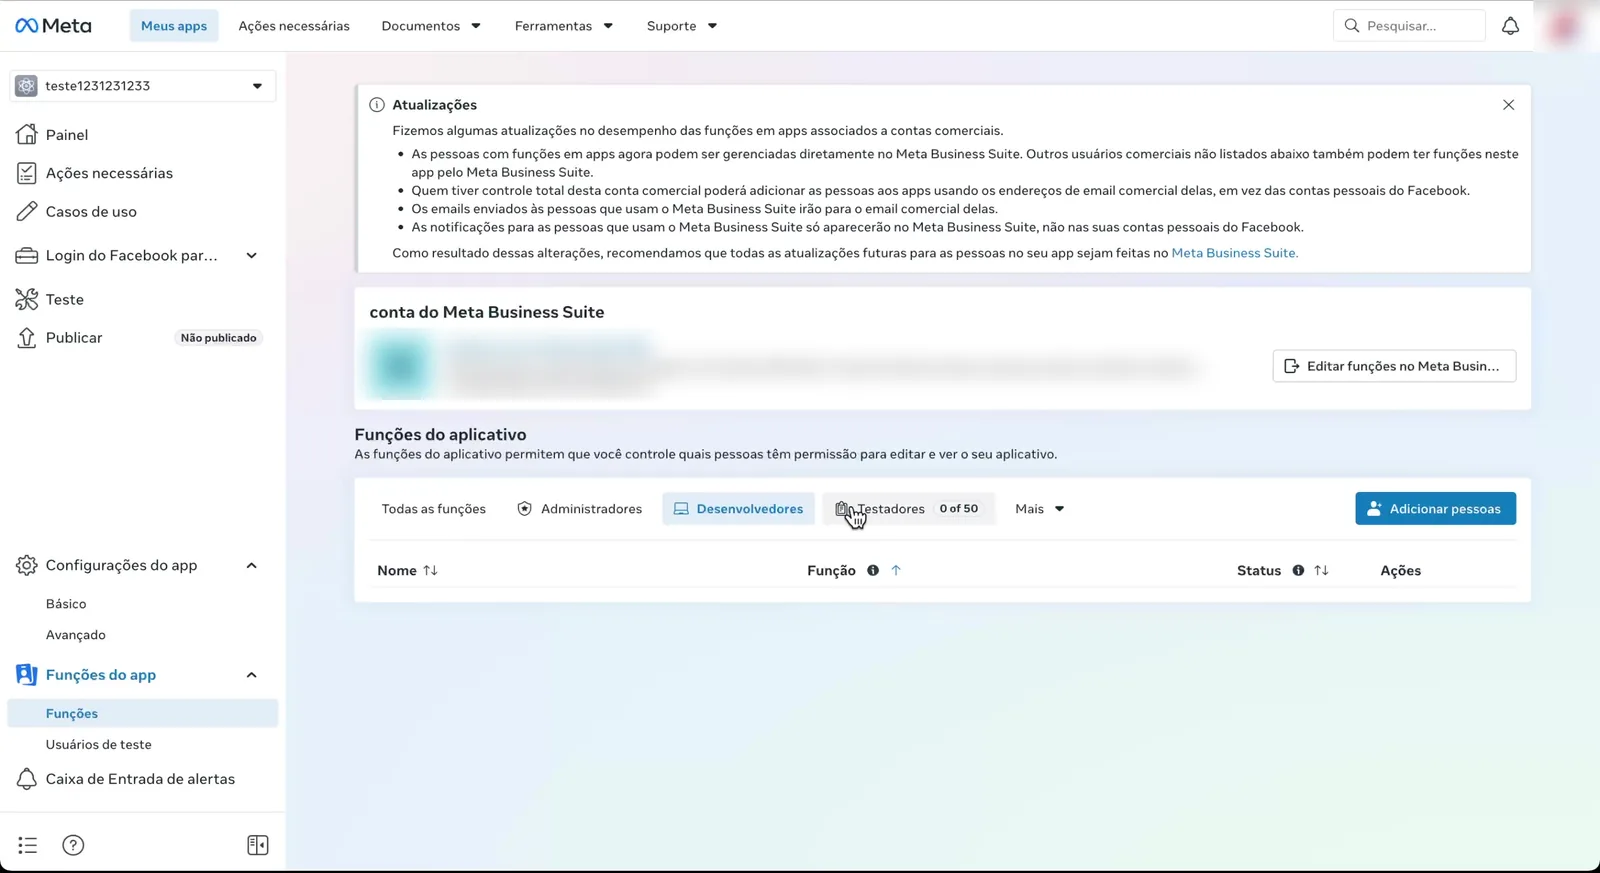 Meta
Meus apps
Ações necessárias
Documentos
Ferramentas
Suporte
Pesquisar...
teste1231231233
Painel
Ações necessárias
Casos de uso
Login do Facebook par...
Teste
Publicar
Não publicado
Configurações do app
Básico
Avançado
Funções do app
Funções
Usuários de teste
Caixa de Entrada de alertas
Atualizações
Fizemos algumas atualizações no desempenho das funções em apps associados a contas comerciais.
• As pessoas com funções em apps agora podem ser gerenciadas diretamente no Meta Business Suite. Outros usuários comerciais não listados abaixo também podem ter funções neste
app pelo Meta Business Suite.
• Quem tiver controle total desta conta comercial poderá adicionar as pessoas aos apps usando os endereços de email comercial delas, em vez das contas pessoais do Facebook.
• Os emails enviados às pessoas que usam o Meta Business Suite irão para o email comercial delas.
• As notificações para as pessoas que usam o Meta Business Suite só aparecerão no Meta Business Suite, não nas suas contas pessoais do Facebook.
Como resultado dessas alterações, recomendamos que todas as atualizações futuras para as pessoas no seu app sejam feitas no Meta Business Suite.
conta do Meta Business Suite
Editar funções no Meta Busin...
Funções do aplicativo
As funções do aplicativo permitem que você controle quais pessoas têm permissão para editar e ver o seu aplicativo.
Todas as funções
Administradores
Desenvolvedores
Testadores
0 of 50
Mais
Adicionar pessoas
Nome
Função
Status
Ações